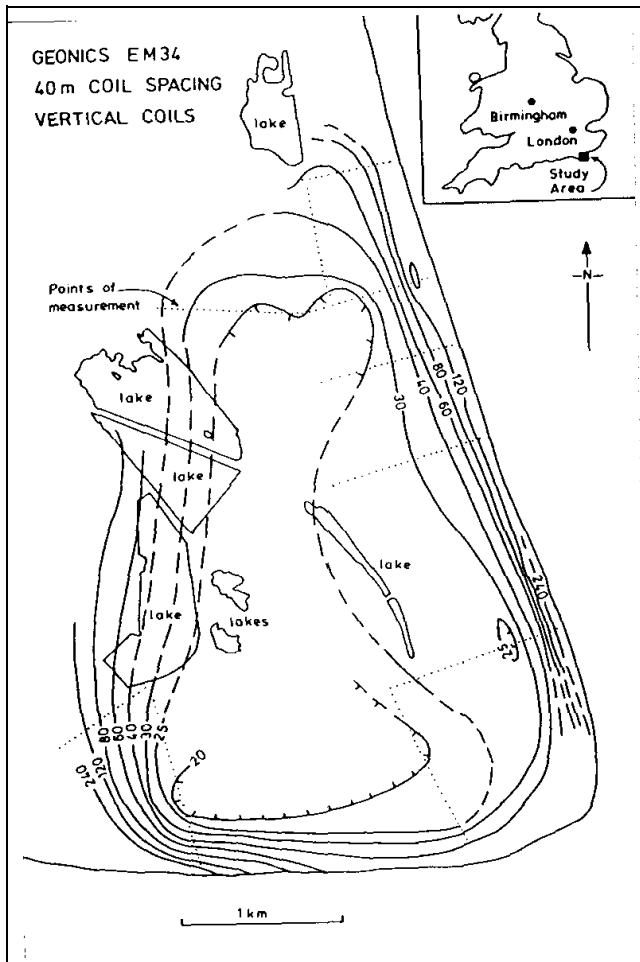 GEONICS EM34
40m COIL SPACING
VERTICAL COILS
lake
Birmingham
London
Study
Area
N
Points of
measurement
lake
lake
lake
lakes
lake
30
40
60
80
120
240
25
20
240
120
80
60
40
30
25
1 km